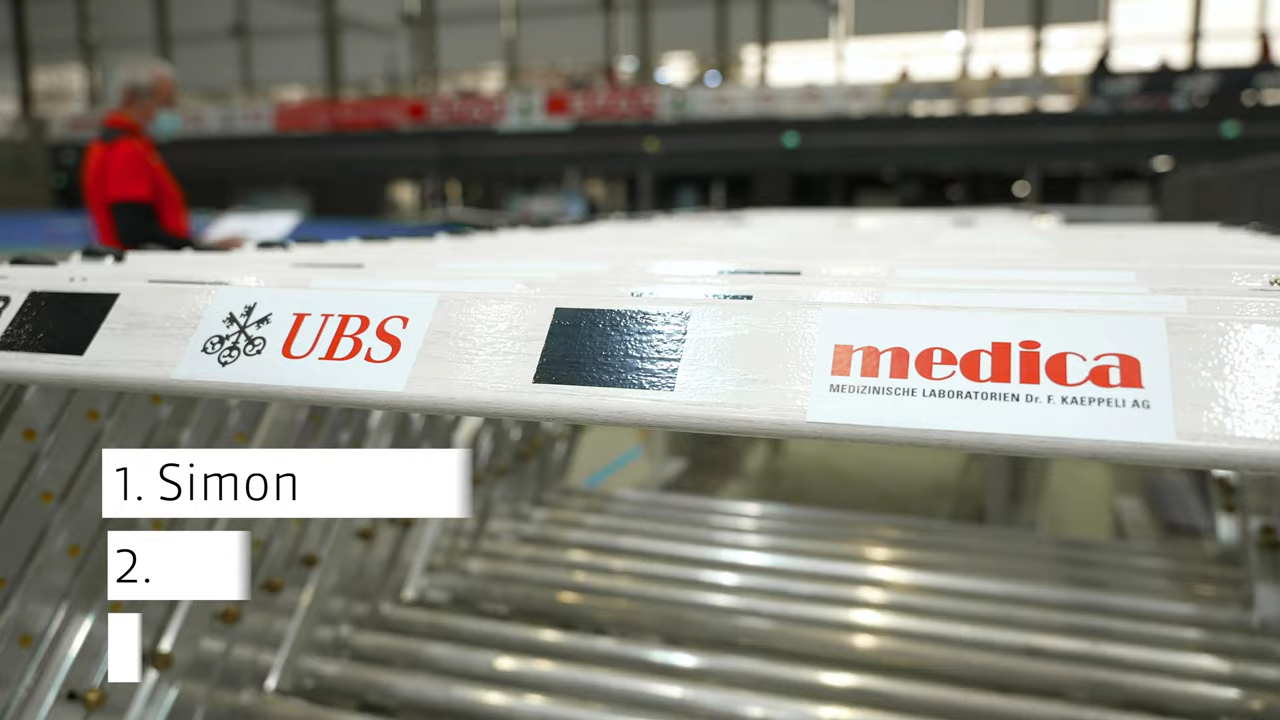 UBS
medica
MEDIZINISCHE LABORATORIEN Dr. F. KAEPPELI AG
1. Simon
2.